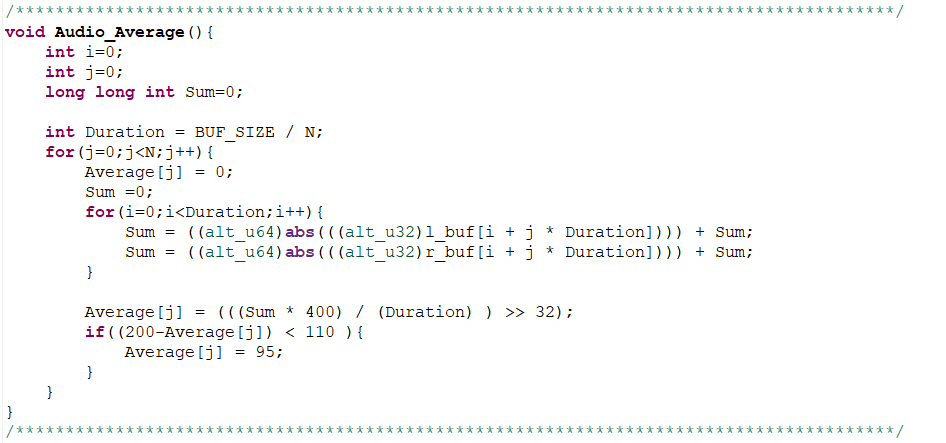 /****************************************************************************************/
void Audio_Average(){
    int i=0;
    int j=0;
    long long int Sum=0;

    int Duration = BUF_SIZE / N;
    for(j=0;j<N;j++){
        Average[j] = 0;
        Sum =0;
        for(i=0;i<Duration;i++){
            Sum = ((alt_u64)abs(((alt_u32)l_buf[i + j * Duration]))) + Sum;
            Sum = ((alt_u64)abs(((alt_u32)r_buf[i + j * Duration]))) + Sum;
        }

        Average[j] = (((Sum * 400) / (Duration) ) >> 32);
        if((200-Average[j]) < 110 ){
            Average[j] = 95;
        }
    }
}
/****************************************************************************************/